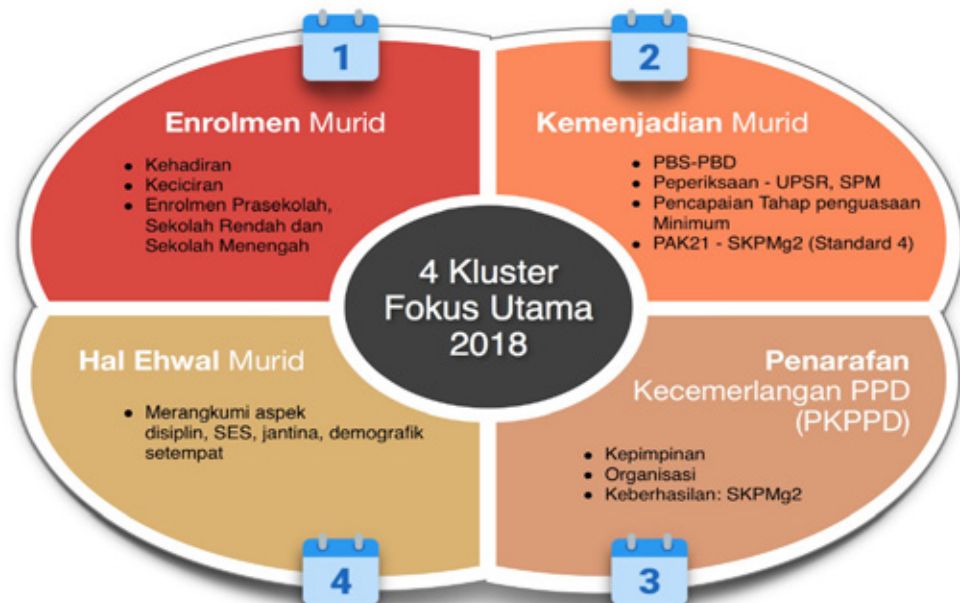 1
Enrolmen Murid
• Kehadiran
• Keciciran
• Enrolmen Prasekolah,
Sekolah Rendah dan
Sekolah Menengah
2
Kemenjadian Murid
• PBS-PBD
• Peperiksaan - UPSR, SPM
• Pencapaian Tahap penguasaan
Minimum
• PAK21 - SKPMg2 (Standard 4)
4 Kluster
Fokus Utama
2018
Hal Ehwal Murid
• Merangkumi aspek
disiplin, SES, jantina, demografik
setempat
4
Penarafan
Kecemerlangan PPD
(PKPPD)
• Kepimpinan
• Organisasi
• Keberhasilan: SKPMg2
3